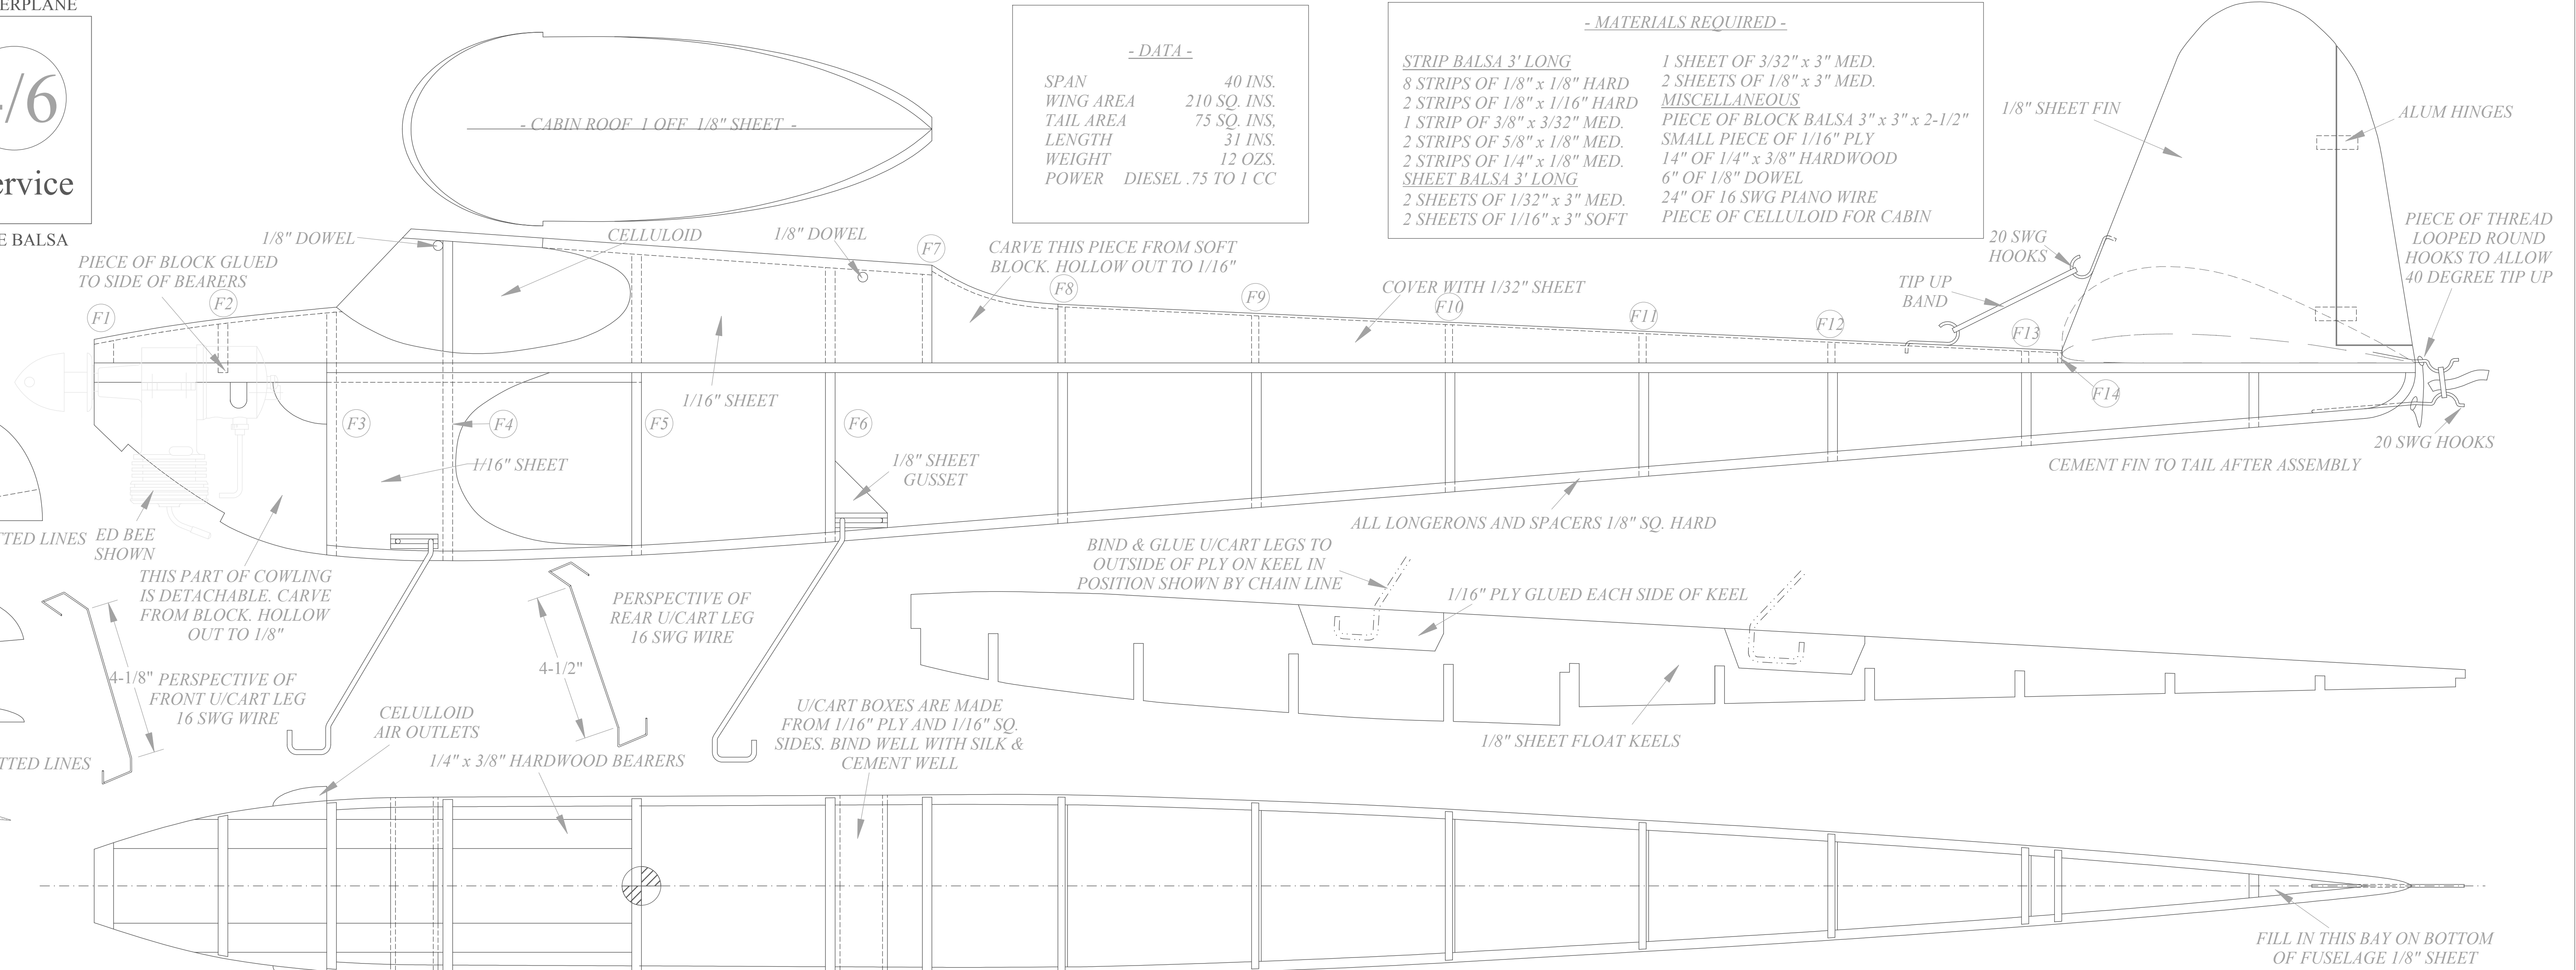 ERPLANE
/6
ervice
E BALSA
- CABIN ROOF 1 OFF 1/8" SHEET -
- DATA -
SPAN 40 INS.
WING AREA 210 SQ. INS.
TAIL AREA 75 SQ. INS,
LENGTH 31 INS.
WEIGHT 12 OZS.
POWER DIESEL .75 TO 1 CC
- MATERIALS REQUIRED -
STRIP BALSA 3' LONG
8 STRIPS OF 1/8" x 1/8" HARD
2 STRIPS OF 1/8" x 1/16" HARD
1 STRIP OF 3/8" x 3/32" MED.
2 STRIPS OF 5/8" x 1/8" MED.
2 STRIPS OF 1/4" x 1/8" MED.
SHEET BALSA 3' LONG
2 SHEETS OF 1/32" x 3" MED.
2 SHEETS OF 1/16" x 3" SOFT
1 SHEET OF 3/32" x 3" MED.
2 SHEETS OF 1/8" x 3" MED.
MISCELLANEOUS
PIECE OF BLOCK BALSA 3" x 3" x 2-1/2"
SMALL PIECE OF 1/16" PLY
14" OF 1/4" x 3/8" HARDWOOD
6" OF 1/8" DOWEL
24" OF 16 SWG PIANO WIRE
PIECE OF CELLULOID FOR CABIN
1/8" SHEET FIN
ALUM HINGES
PIECE OF THREAD
LOOPED ROUND
HOOKS TO ALLOW
40 DEGREE TIP UP
20 SWG
HOOKS
TIP UP
BAND
1/8" DOWEL
CELLULOID
1/8" DOWEL
PIECE OF BLOCK GLUED
TO SIDE OF BEARERS
CARVE THIS PIECE FROM SOFT
BLOCK. HOLLOW OUT TO 1/16"
COVER WITH 1/32" SHEET
F1
F2
F7
F8
F9
F10
F11
F12
F13
F14
F3
F4
F5
F6
1/16" SHEET
1/16" SHEET
1/8" SHEET
GUSSET
20 SWG HOOKS
CEMENT FIN TO TAIL AFTER ASSEMBLY
ALL LONGERONS AND SPACERS 1/8" SQ. HARD
TTED LINES
ED BEE
SHOWN
THIS PART OF COWLING
IS DETACHABLE. CARVE
FROM BLOCK. HOLLOW
OUT TO 1/8"
BIND & GLUE U/CART LEGS TO
OUTSIDE OF PLY ON KEEL IN
POSITION SHOWN BY CHAIN LINE
1/16" PLY GLUED EACH SIDE OF KEEL
PERSPECTIVE OF
REAR U/CART LEG
16 SWG WIRE
4-1/2"
4-1/8"
PERSPECTIVE OF
FRONT U/CART LEG
16 SWG WIRE
CELULLOID
AIR OUTLETS
1/4" x 3/8" HARDWOOD BEARERS
U/CART BOXES ARE MADE
FROM 1/16" PLY AND 1/16" SQ.
SIDES. BIND WELL WITH SILK &
CEMENT WELL
1/8" SHEET FLOAT KEELS
TTED LINES
FILL IN THIS BAY ON BOTTOM
OF FUSELAGE 1/8" SHEET